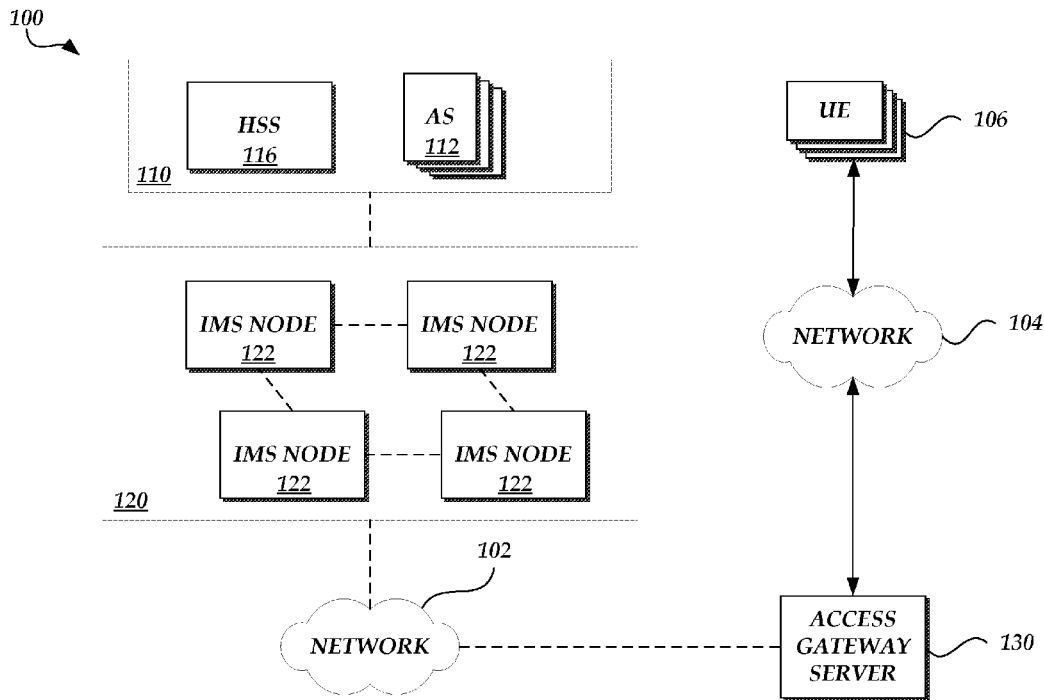 100
HSS
116
AS
112
110
UE
106
IMS NODE
122
IMS NODE
122
NETWORK
104
IMS NODE
122
IMS NODE
122
120
102
NETWORK
ACCESS
GATEWAY
SERVER
130